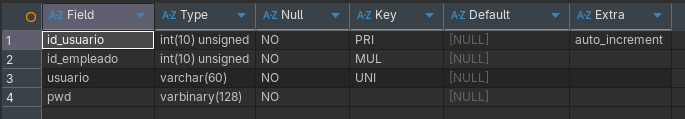 A-Z Field A-Z Type A-Z Null A-Z Key A-Z Default A-Z Extra
1 id_usuario int(10) unsigned NO PRI [NULL] auto_increment
2 id_empleado int(10) unsigned NO MUL [NULL]
3 usuario varchar(60) NO UNI [NULL]
4 pwd varbinary(128) NO [NULL]